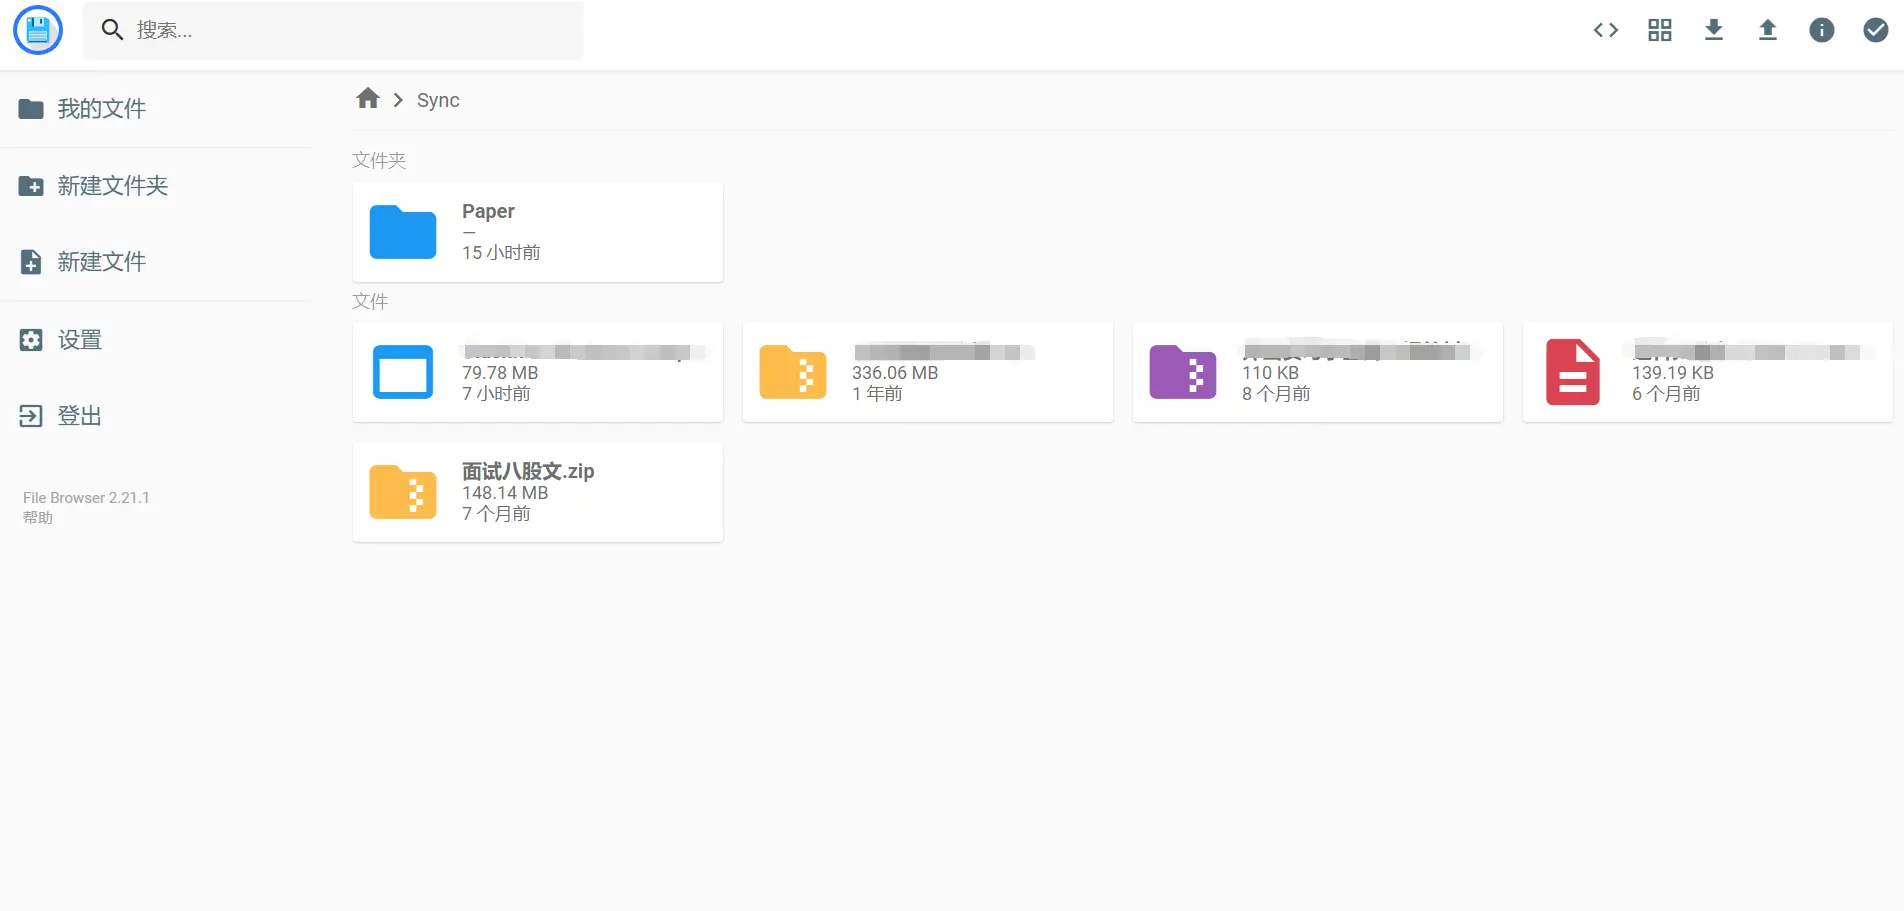 搜索...
我的文件
新建文件夹
新建文件
设置
登出
File Browser 2.21.1
帮助
Sync
文件夹
Paper
—
15 小时前
文件
79.78 MB
7 小时前
336.06 MB
1 年前
110 KB
8 个月前
139.19 KB
6 个月前
面试八股文.zip
148.14 MB
7 个月前